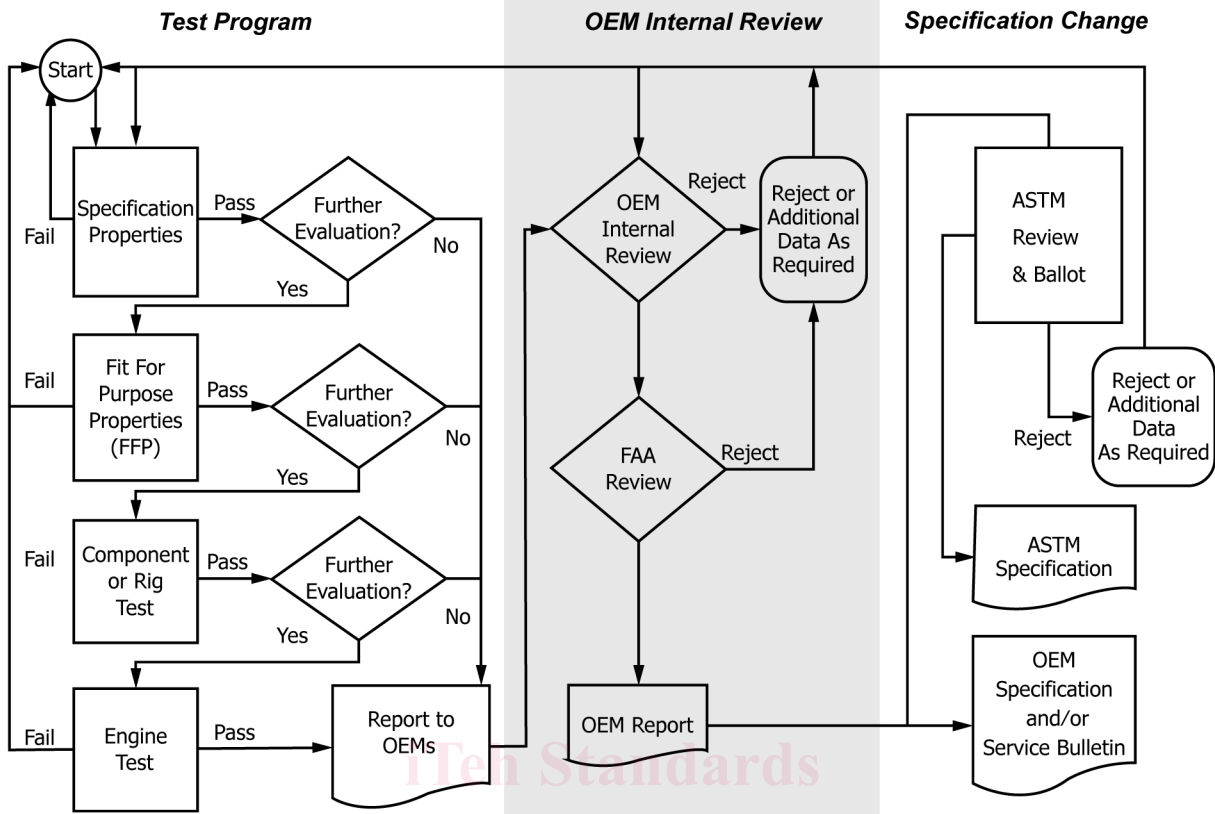 Test Program
OEM Internal Review
Specification Change
Start
Specification
Properties
Pass
Further
Evaluation?
Fail
No
Yes
Fit For
Purpose
Properties
(FFP)
Fail
Pass
Further
Evaluation?
No
Yes
Component
or Rig
Test
Fail
Pass
Further
Evaluation?
No
Yes
Engine
Test
Fail
Pass
Report to
OEMs
OEM
Internal
Review
Reject
Reject or
Additional
Data As
Required
FAA
Review
Reject
OEM Report
ASTM
Review
& Ballot
Reject
Reject or
Additional
Data
As Required
ASTM
Specification
OEM
Specification
and/or
Service Bulletin
iTeh Standards